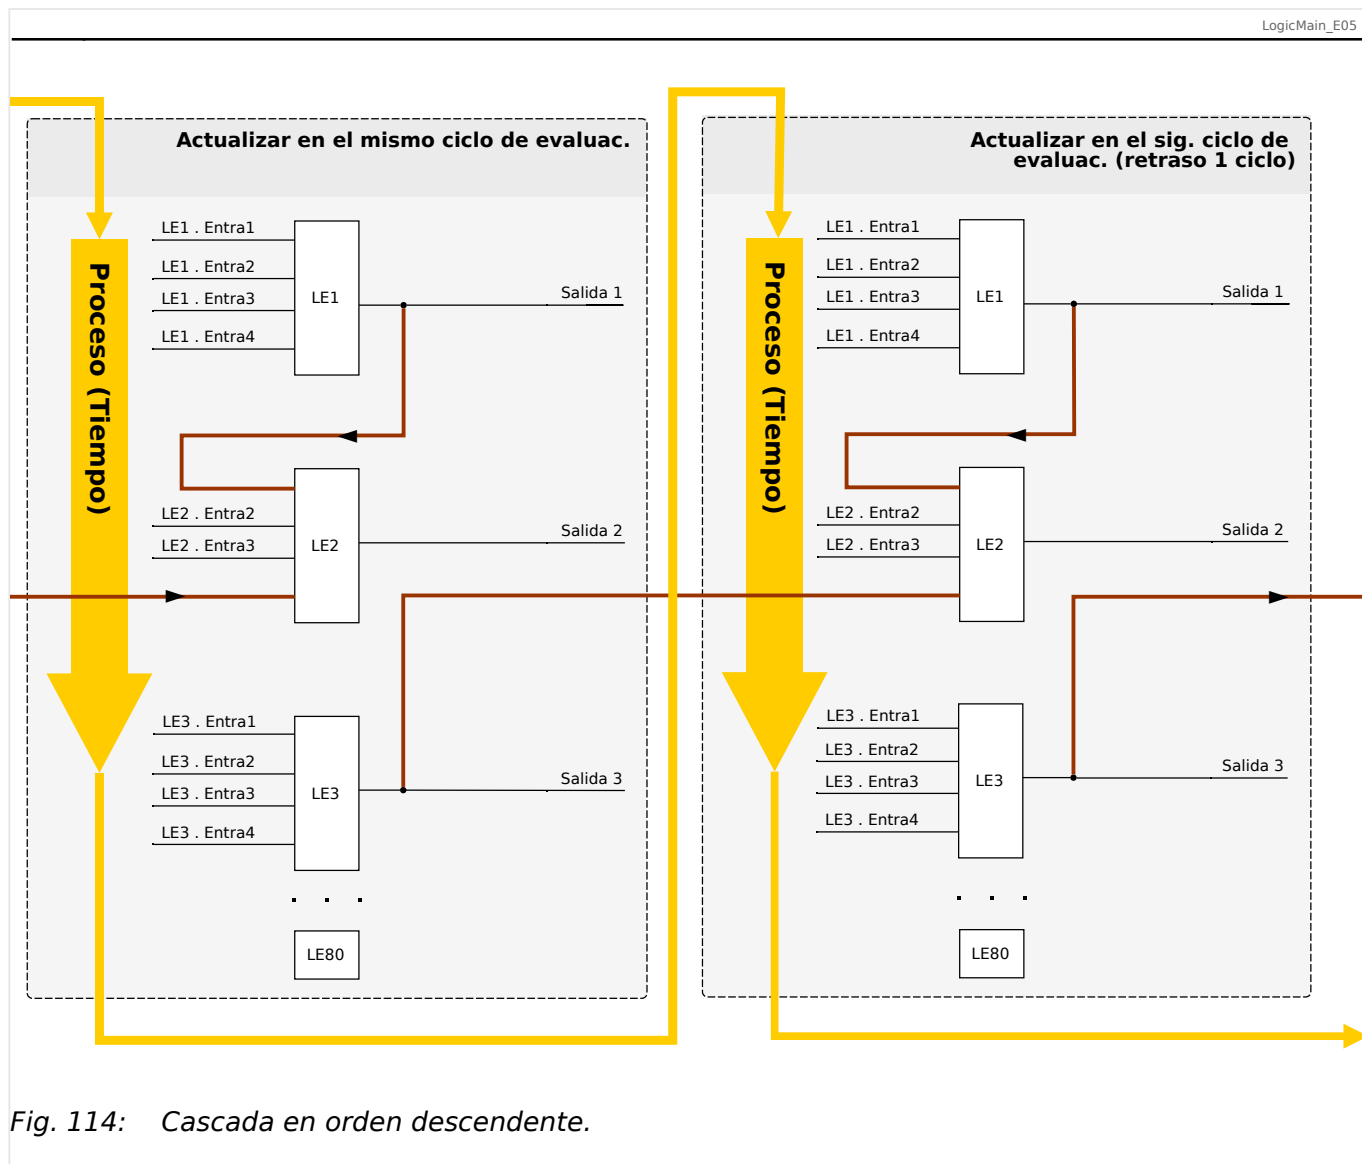 LogicMain_E05
Actualizar en el mismo ciclo de evaluac.
Proceso (Tiempo)
LE1 . Entra1
LE1 . Entra2
LE1 . Entra3
LE1 . Entra4
LE1
Salida 1
LE2 . Entra2
LE2 . Entra3
LE2
Salida 2
LE3 . Entra1
LE3 . Entra2
LE3 . Entra3
LE3 . Entra4
LE3
Salida 3
. . .
LE80
Actualizar en el sig. ciclo de
evaluac. (retraso 1 ciclo)
Proceso (Tiempo)
LE1 . Entra1
LE1 . Entra2
LE1 . Entra3
LE1 . Entra4
LE1
Salida 1
LE2 . Entra2
LE2 . Entra3
LE2
Salida 2
LE3 . Entra1
LE3 . Entra2
LE3 . Entra3
LE3 . Entra4
LE3
Salida 3
. . .
LE80
Fig. 114: Cascada en orden descendente.